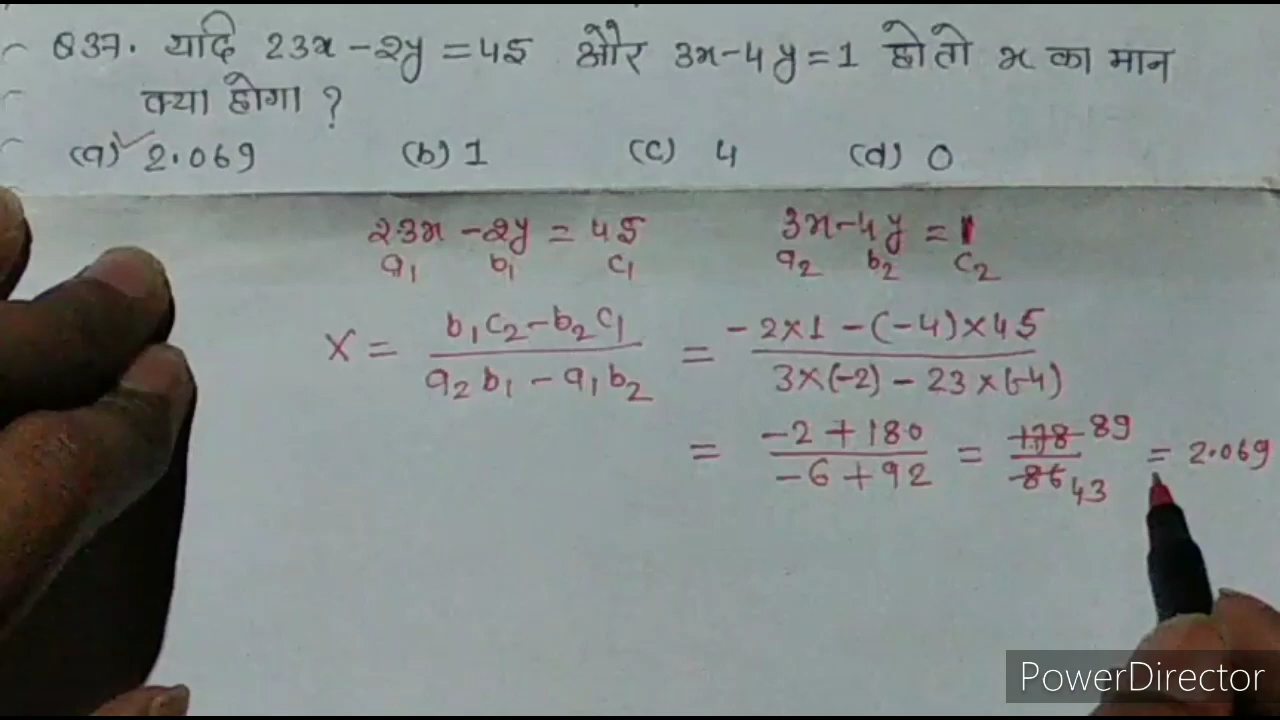 Q37. यदि 23x - 2y = 45 और 3x - 4y = 1 हो तो x का मान
क्या होगा ?
(a) ✓ 2.069 (b) 1 (c) 4 (d) 0
23x - 2y = 45 3x - 4y = 1
a₁ b₁ c₁ a₂ b₂ c₂
x = (b₁c₂ - b₂c₁)/(a₂b₁ - a₁b₂) = (-2×1 - (-4)×45)/(3×(-2) - 23×(-4))
= (-2 + 180)/(-6 + 92) = (+178 89)/(86 43) = 2.069
PowerDirector